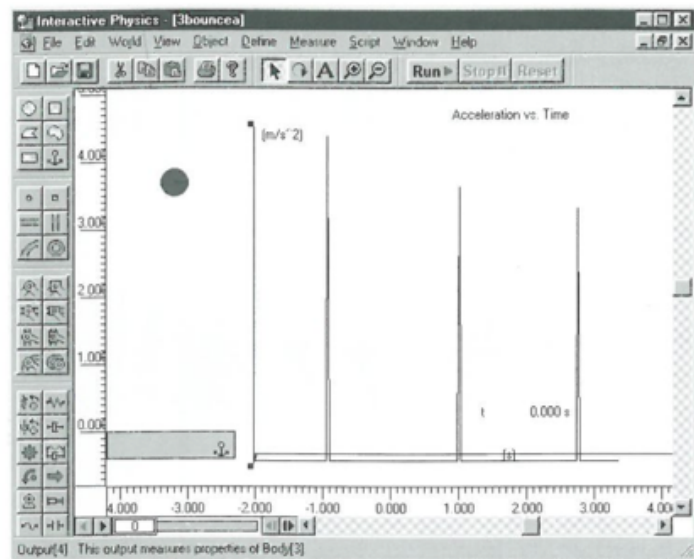 Interactive Physics - [3bouncea]
File Edit World View Object Define Measure Script Window Help
A Run Stop Reset
Acceleration vs. Time
(m/s^2)
4.000
3.000
2.000
1.000
0.000
t 0.000 s
[s]
4.000 -3.000 -2.000 -1.000 0.000 1.000 2.000 3.000 4.0
0
Output[4] This output measures properties of Body[3]